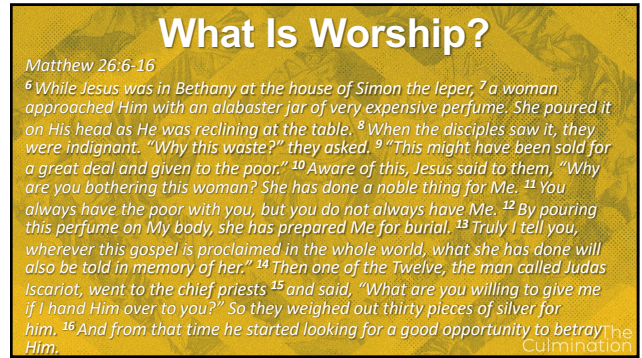 What Is Worship?
Matthew 26:6-16
6 While Jesus was in Bethany at the house of Simon the leper, 7 a woman
approached Him with an alabaster jar of very expensive perfume. She poured it
on His head as He was reclining at the table. 8 When the disciples saw it, they
were indignant. “Why this waste?” they asked. 9 “This might have been sold for
a great deal and given to the poor.” 10 Aware of this, Jesus said to them, “Why
are you bothering this woman? She has done a noble thing for Me. 11 You
always have the poor with you, but you do not always have Me. 12 By pouring
this perfume on My body, she has prepared Me for burial. 13 Truly I tell you,
wherever this gospel is proclaimed in the whole world, what she has done will
also be told in memory of her.” 14 Then one of the Twelve, the man called Judas
Iscariot, went to the chief priests 15 and said, “What are you willing to give me
if I hand Him over to you?” So they weighed out thirty pieces of silver for
him. 16 And from that time he started looking for a good opportunity to betray
Him.
The
Culmination